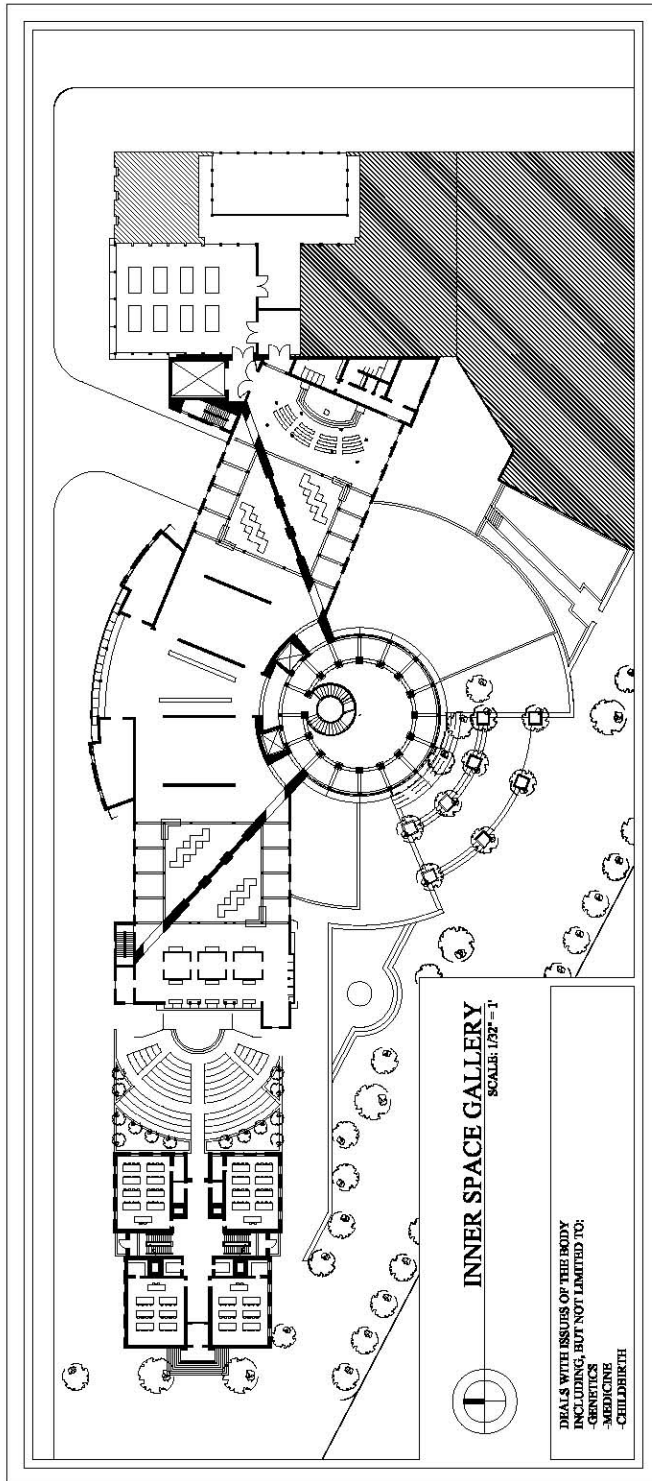 INNER SPACE GALLERY
SCALE: 1/32" = 1'
DEALS WITH ISSUES OF THE BODY
INCLUDING, BUT NOT LIMITED TO:
-GENETICS
-MEDICINE
-CHILDBIRTH